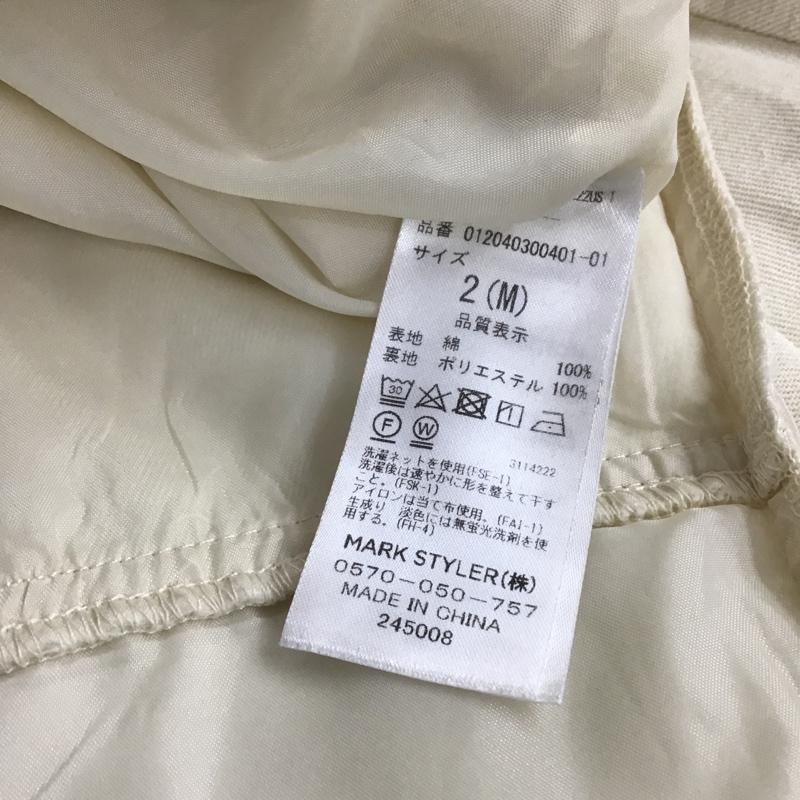 品番 012040300401-01
サイズ
2(M)
品質表示
表地 綿 100%
裏地 ポリエステル 100%
30
F W
3114222
洗濯ネットを使用(FSE-1)
洗濯後は速やかに形を整えて干す
こと。(FSK-1)
アイロンは当て布使用。(FAI-1)
生成り 淡色には無蛍光洗剤を使
用する。(FH-4)
MARK STYLER(株)
0570-050-757
MADE IN CHINA
245008